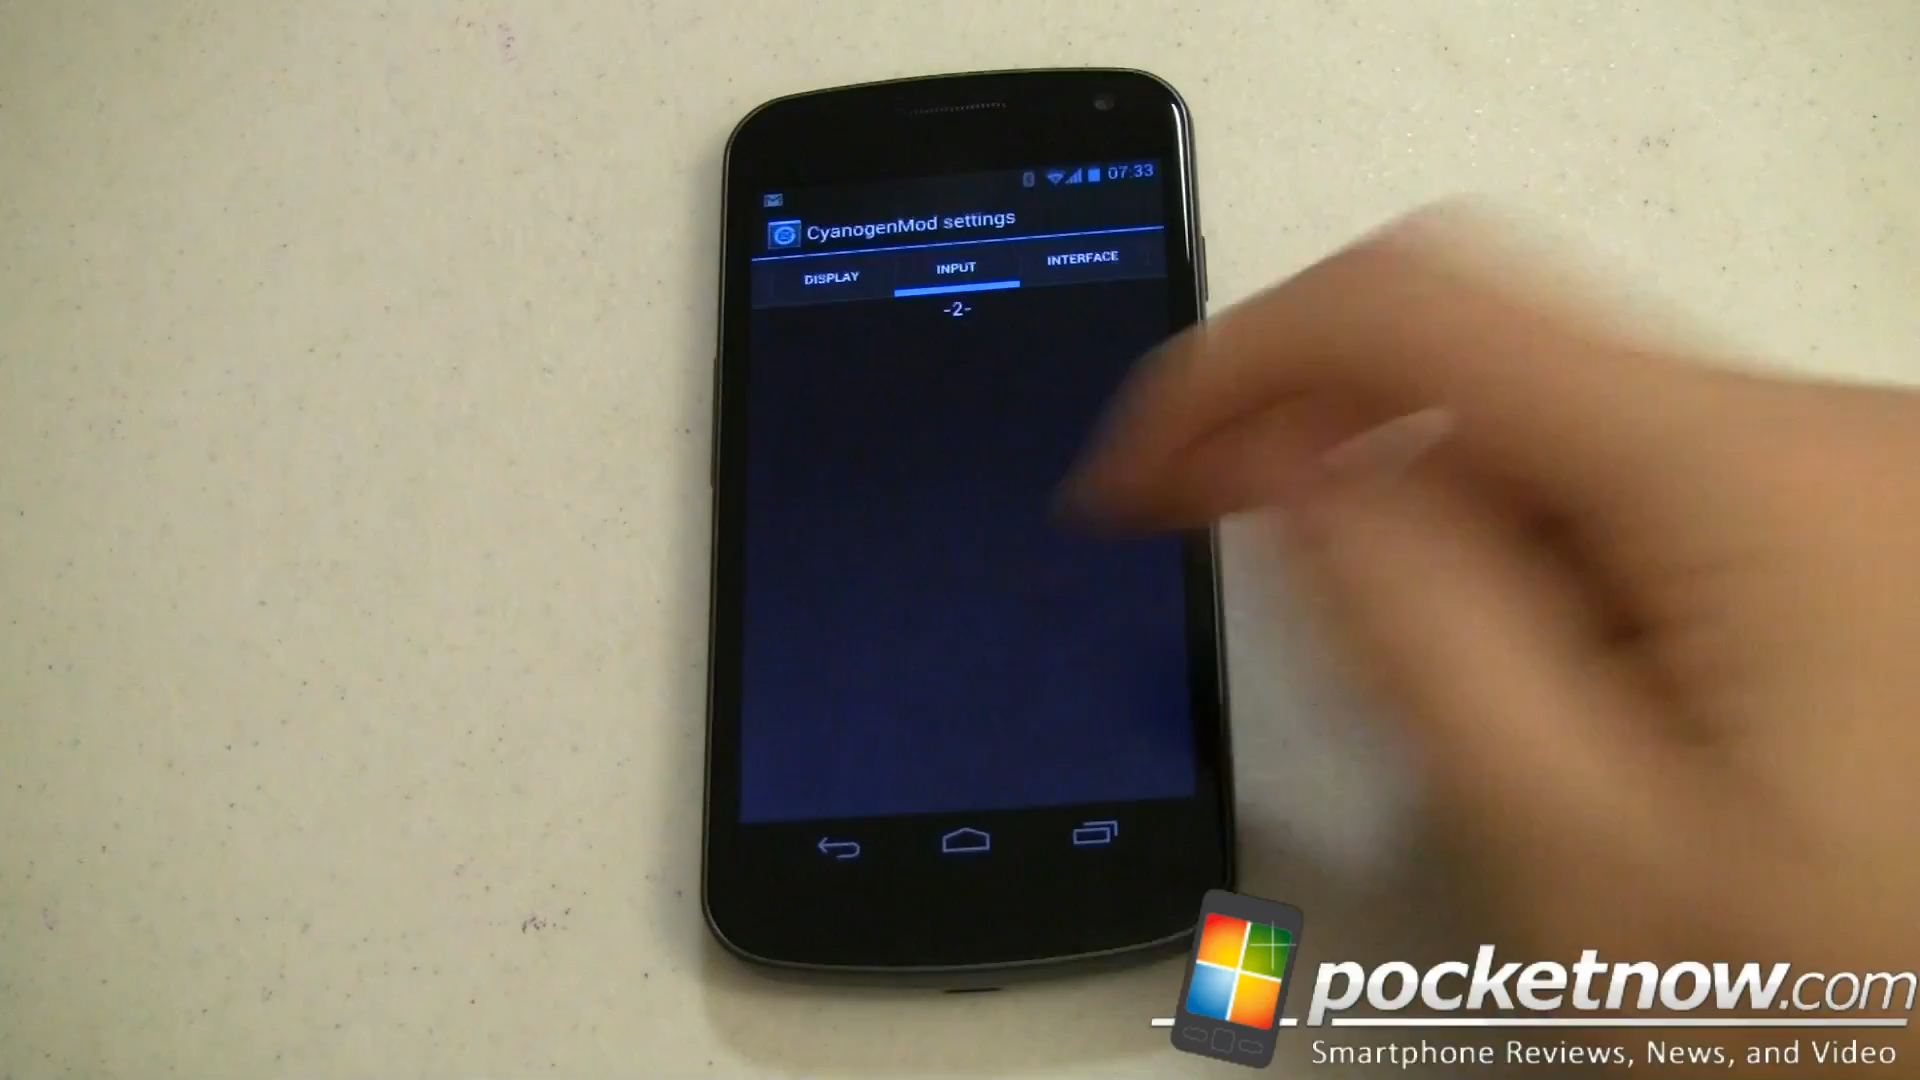 07:33
CyanogenMod settings
DISPLAY INPUT INTERFACE
-2-
pocketnow.com
Smartphone Reviews, News, and Video